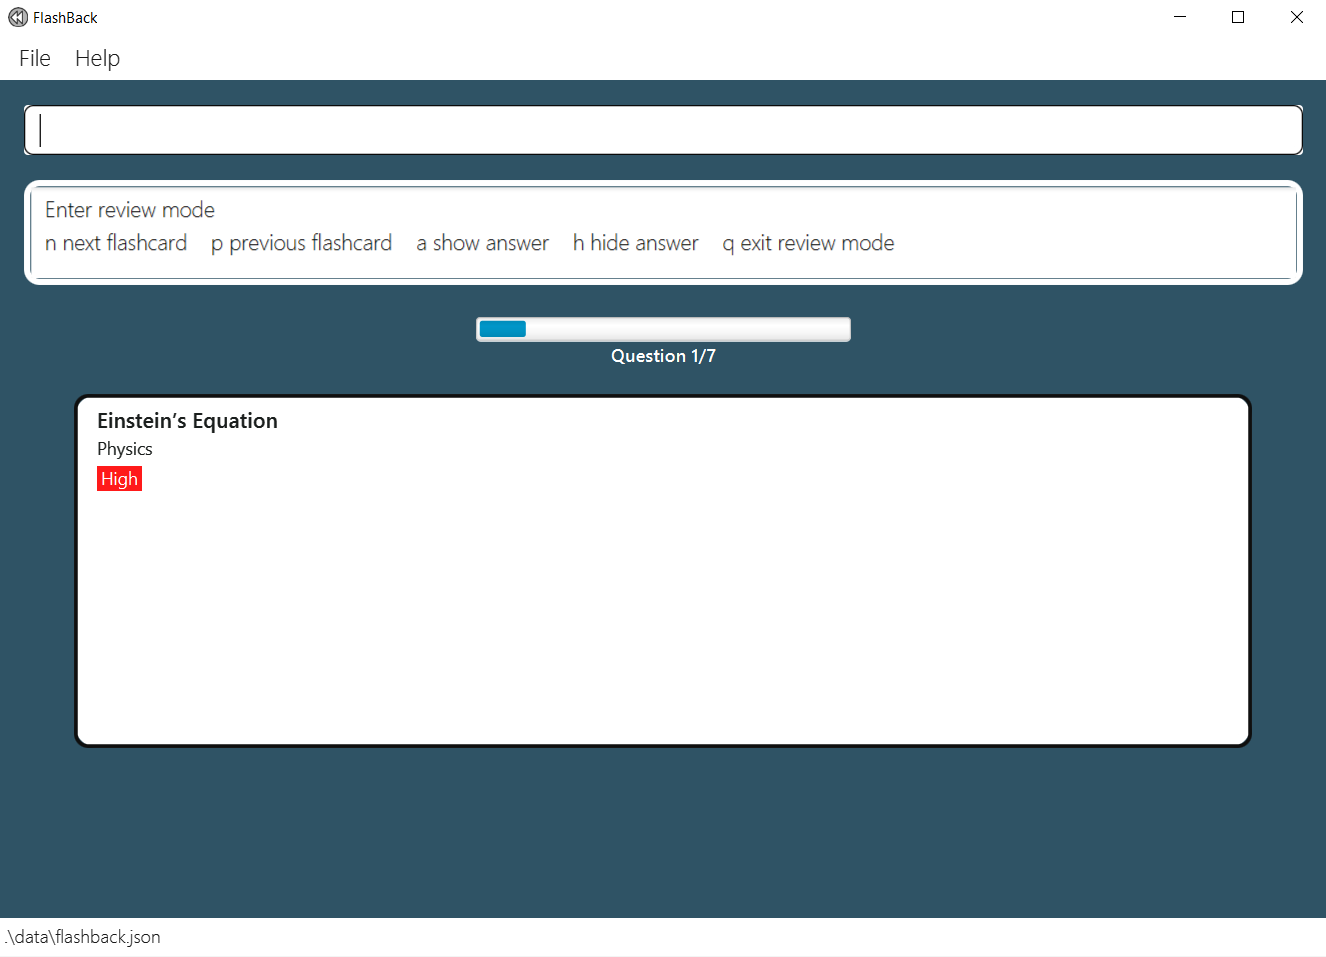 FlashBack
File Help
Enter review mode
n next flashcard p previous flashcard a show answer h hide answer q exit review mode
Question 1/7
Einstein’s Equation
Physics
High
.\data\flashback.json